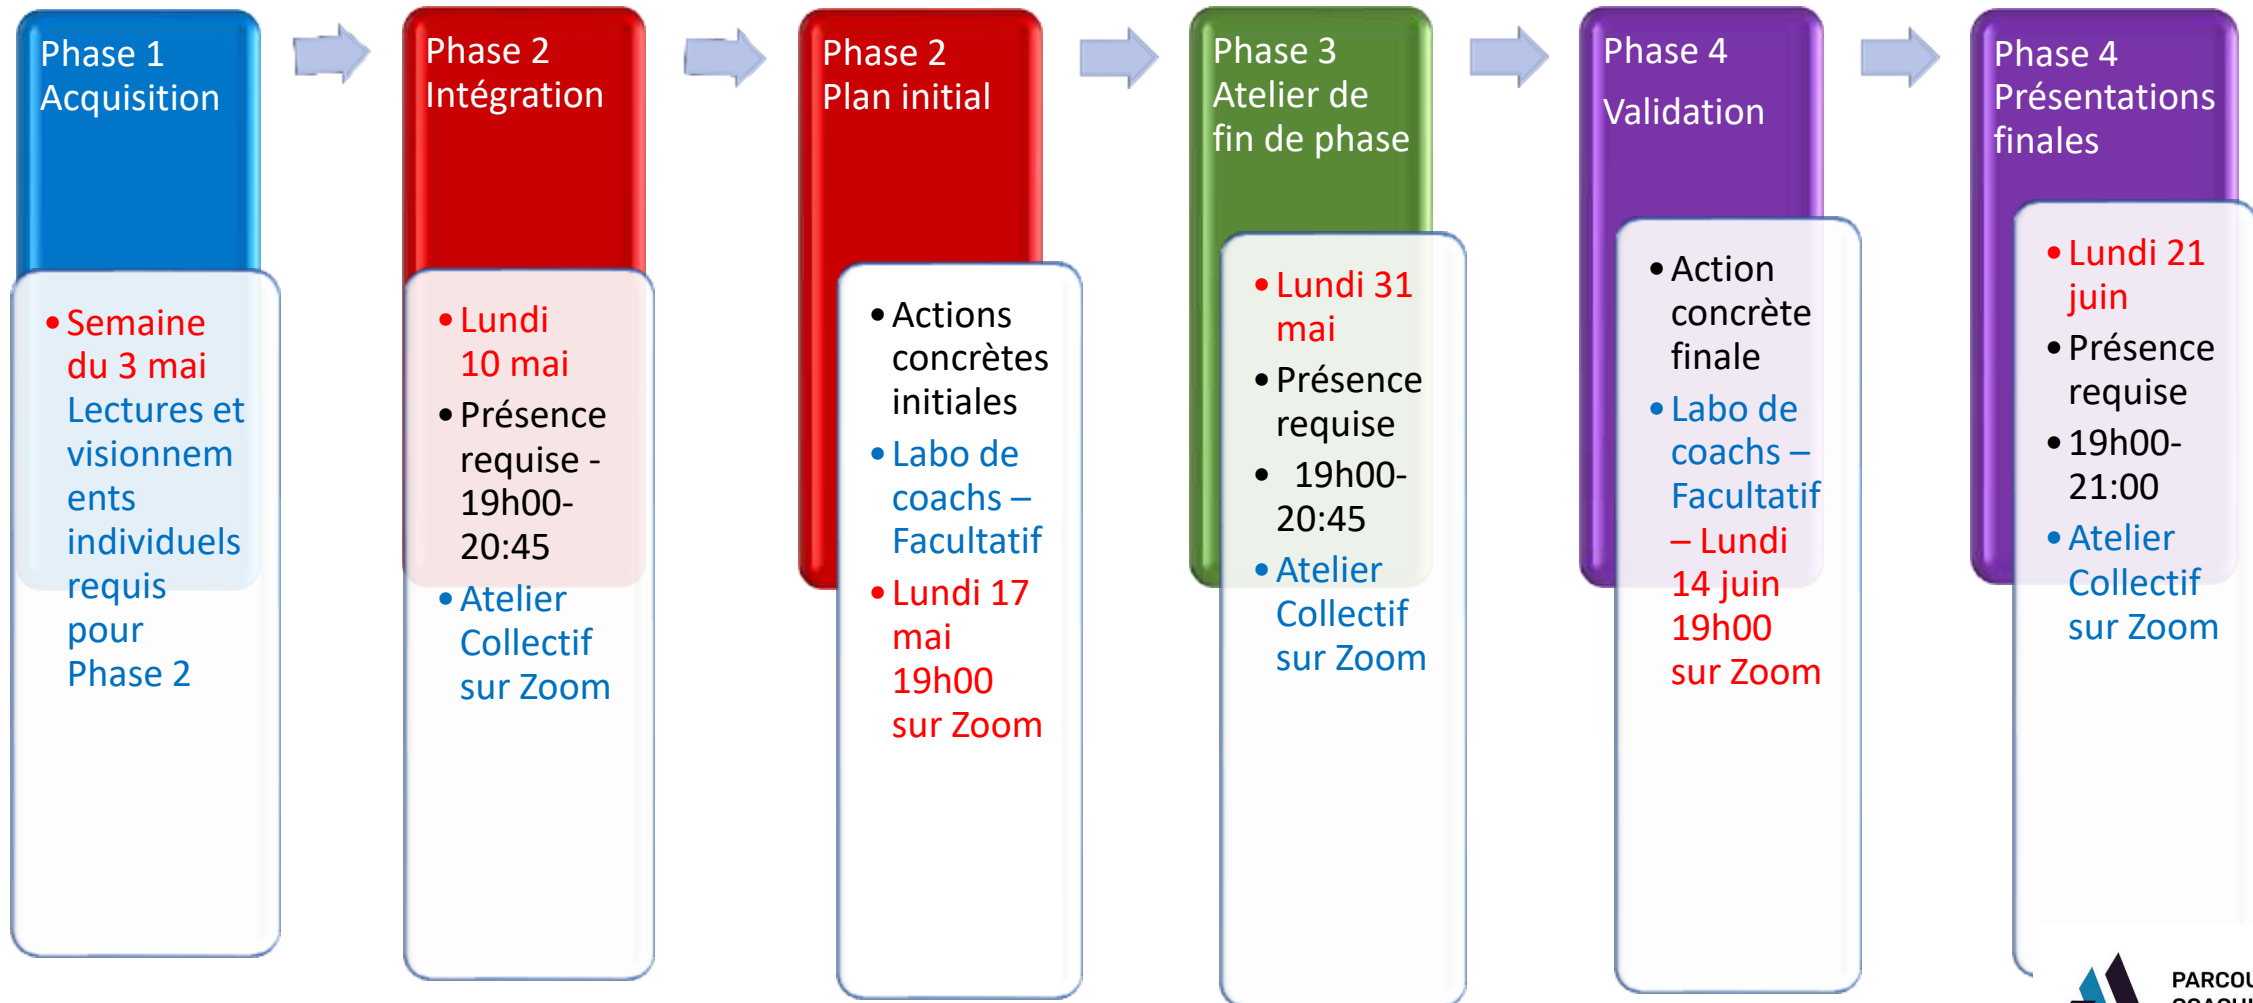 Phase 1
Acquisition
• Semaine
du 3 mai
Lectures et
visionnem
ents
individuels
requis
pour
Phase 2
Phase 2
Intégration
• Lundi
10 mai
• Présence
requise -
19h00-
20:45
• Atelier
Collectif
sur Zoom
Phase 2
Plan initial
• Actions
concrètes
initiales
• Labo de
coachs –
Facultatif
• Lundi 17
mai
19h00
sur Zoom
Phase 3
Atelier de
fin de phase
• Lundi 31
mai
• Présence
requise
• 19h00-
20:45
• Atelier
Collectif
sur Zoom
Phase 4
Validation
• Action
concrète
finale
• Labo de
coachs –
Facultatif
– Lundi
14 juin
19h00
sur Zoom
Phase 4
Présentations
finales
• Lundi 21
juin
• Présence
requise
• 19h00-
21:00
• Atelier
Collectif
sur Zoom
PARCOU